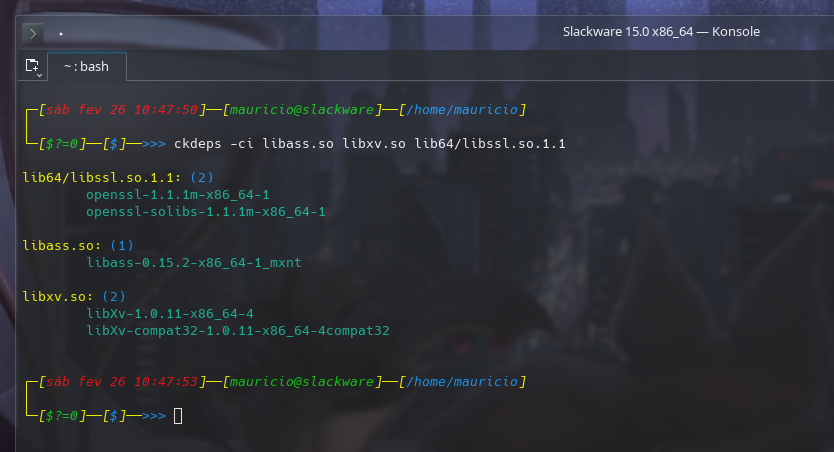 Slackware 15.0 x86_64 — Konsole
~ : bash
[sáb fev 26 10:47:50]──[mauricio@slackware]──[/home/mauricio]
[$?=0]──[$]──>>> ckdeps -ci libass.so libxv.so lib64/libssl.so.1.1
lib64/libssl.so.1.1: (2)
openssl-1.1.1m-x86_64-1
openssl-solibs-1.1.1m-x86_64-1
libass.so: (1)
libass-0.15.2-x86_64-1_mxnt
libxv.so: (2)
libXv-1.0.11-x86_64-4
libXv-compat32-1.0.11-x86_64-4compat32
[sáb fev 26 10:47:53]──[mauricio@slackware]──[/home/mauricio]
[$?=0]──[$]──>>>